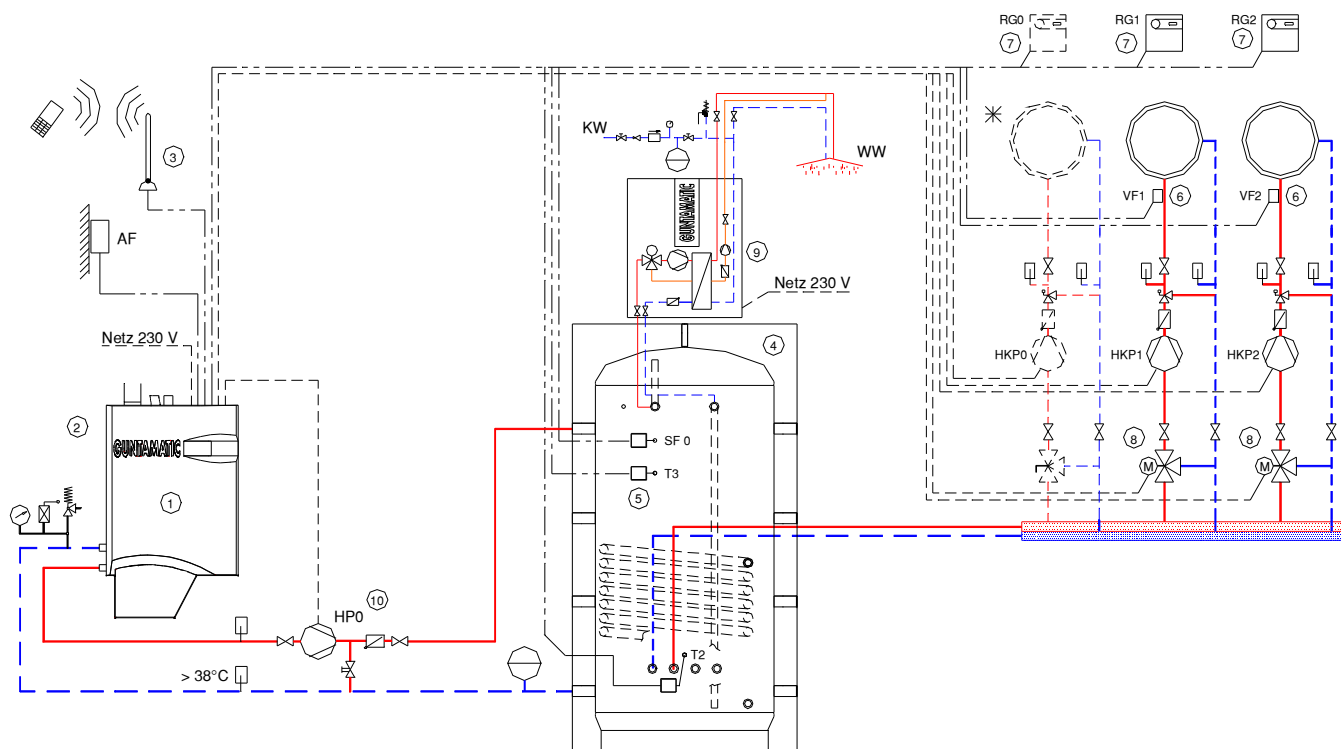 RG0
RG1
RG2
7
7
7
3
KW
WW
AF
VF1
6
VF2
6
GUNTAMATIC
9
Netz 230 V
Netz 230 V
4
HKP0
HKP1
HKP2
2
GUNTAMATIC
SF 0
T3
8
8
M
M
1
5
10
HP0
T2
> 38°C